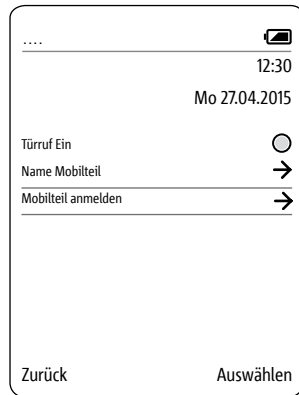 ....
12:30
Mo 27.04.2015
Türruf Ein
Name Mobilteil
Mobilteil anmelden
Zurück Auswählen